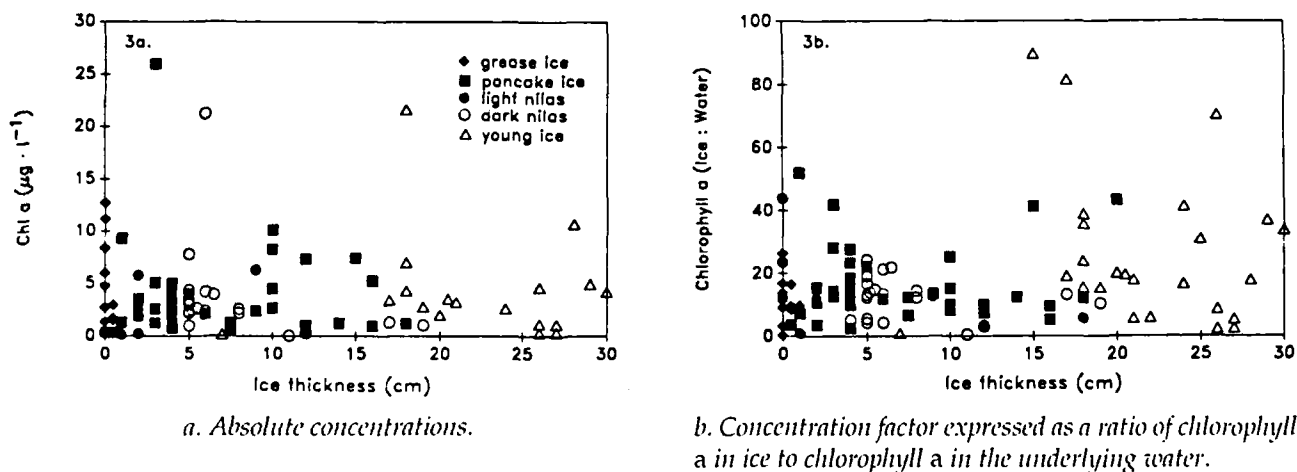 3a.
Chl a (μg · l⁻¹)
30
25
20
15
10
5
0
grease ice
pancake ice
light nilas
dark nilas
young ice
0 5 10 15 20 25 30
Ice thickness (cm)
a. Absolute concentrations.
3b.
Chlorophyll a (Ice : Water)
100
80
60
40
20
0
0 5 10 15 20 25 30
Ice thickness (cm)
b. Concentration factor expressed as a ratio of chlorophyll
a in ice to chlorophyll a in the underlying water.